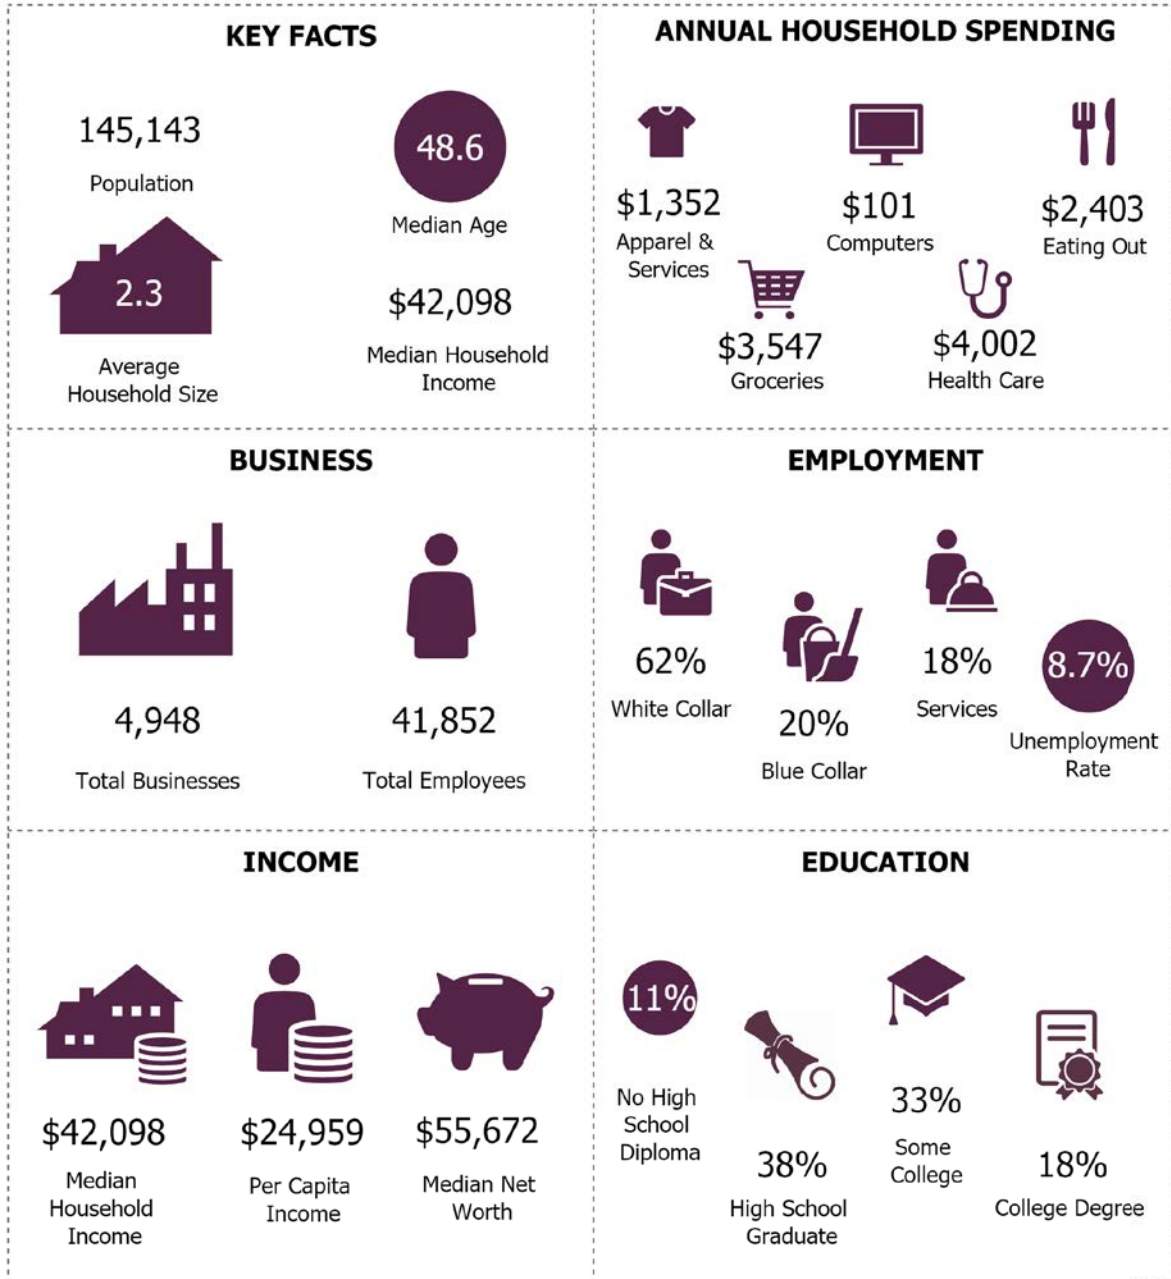 KEY FACTS
145,143
Population
48.6
Median Age
2.3
Average
Household Size
$42,098
Median Household
Income
ANNUAL HOUSEHOLD SPENDING
$1,352
Apparel &
Services
$101
Computers
$2,403
Eating Out
$3,547
Groceries
$4,002
Health Care
BUSINESS
4,948
Total Businesses
41,852
Total Employees
EMPLOYMENT
62%
White Collar
20%
Blue Collar
18%
Services
8.7%
Unemployment
Rate
INCOME
$42,098
Median
Household
Income
$24,959
Per Capita
Income
$55,672
Median Net
Worth
EDUCATION
11%
No High
School
Diploma
38%
High School
Graduate
33%
Some
College
18%
College Degree